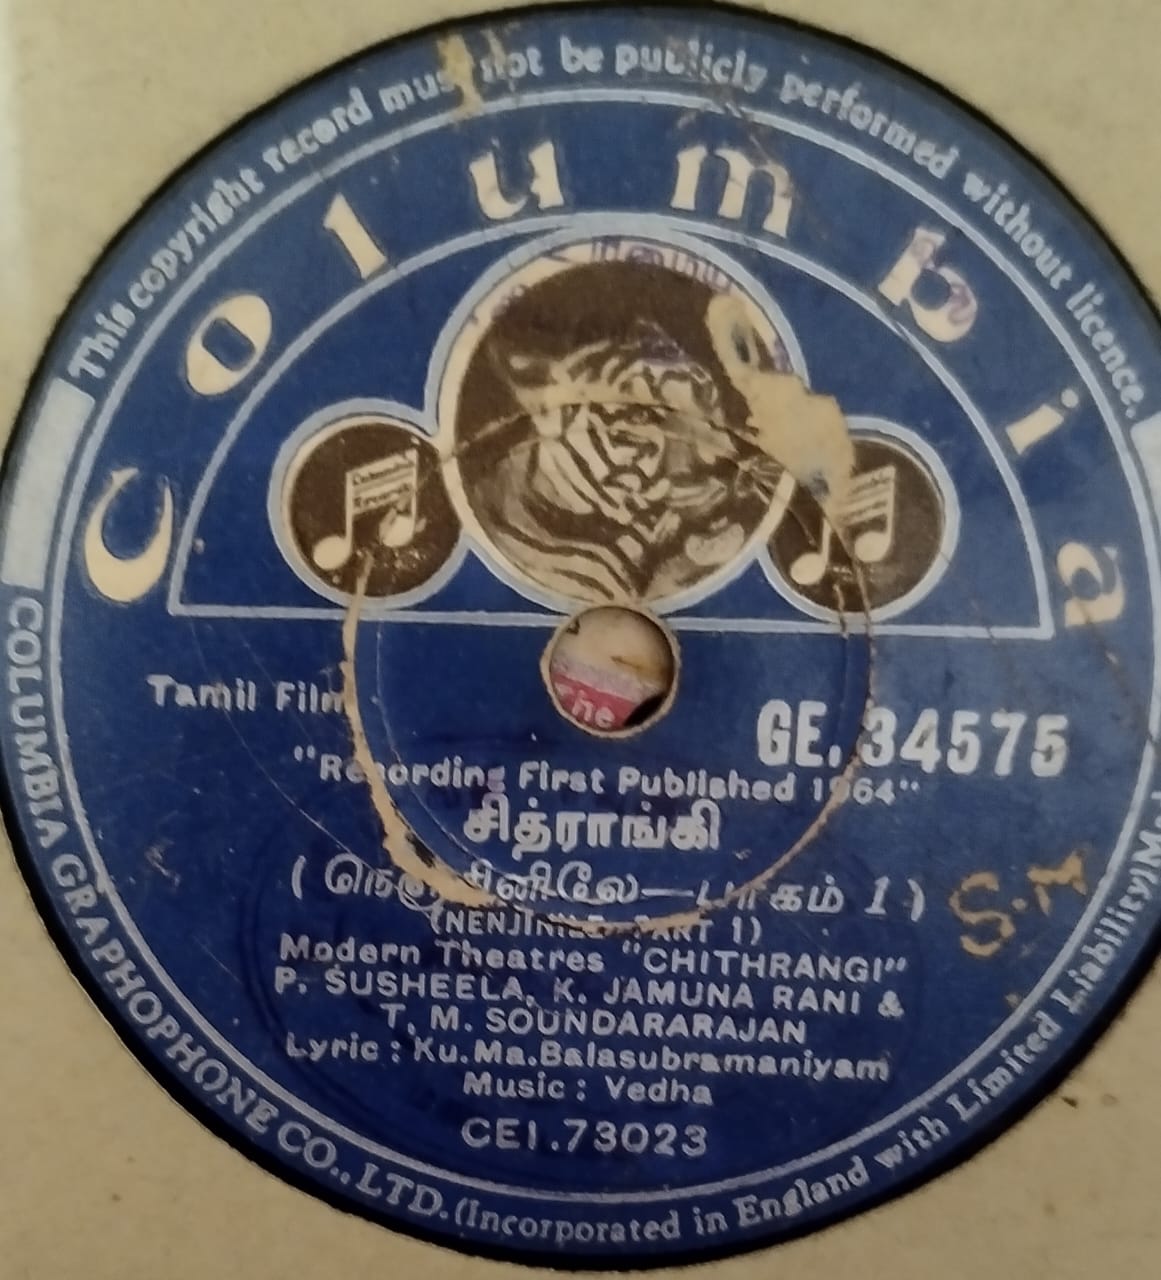 This copyright record must not be publicly performed without licence.
Columbia
Tamil Film
GE. 34575
"Recording First Published 1964"
சித்ராங்கி
( நெஞ்சினிலே—பாகம் 1 )
(NENJINILE PART 1)
Modern Theatres "CHITHRANGI"
P. SUSHEELA, K. JAMUNA RANI &
T. M. SOUNDARARAJAN
Lyric : Ku.Ma.Balasubramaniyam
Music : Vedha
CEI.73023
S.M
COLUMBIA GRAPHOPHONE CO., LTD. (Incorporated in England with Limited Liability)